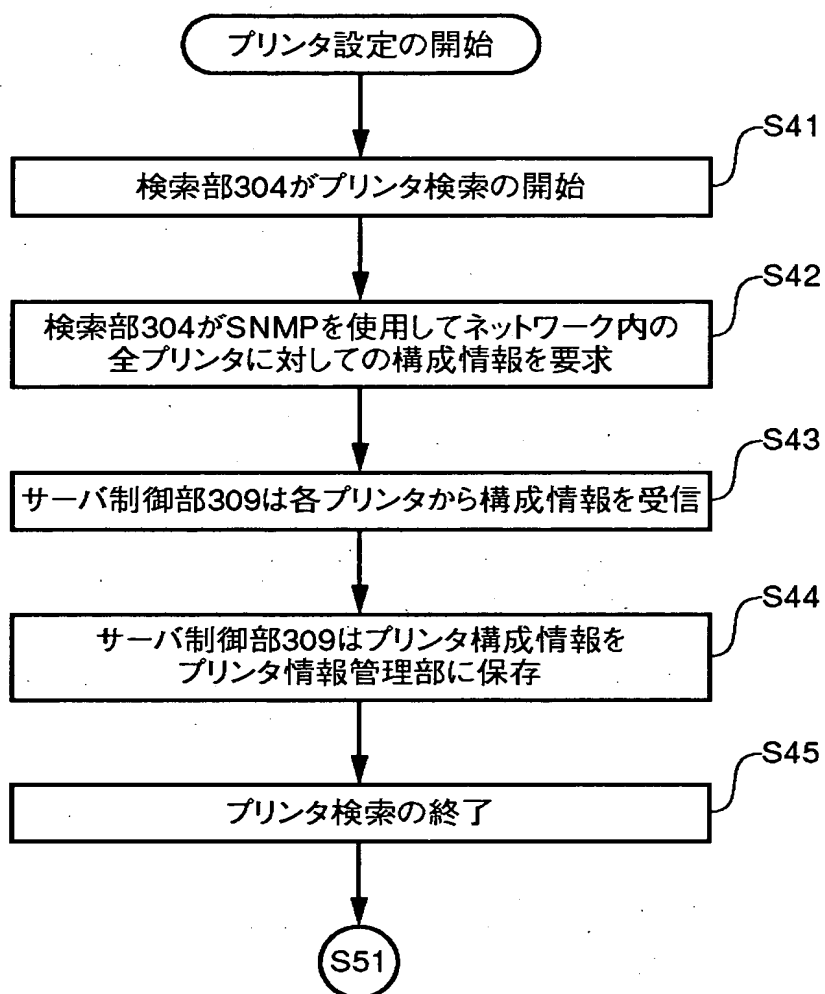 プリンタ設定の開始
S41
検索部304がプリンタ検索の開始
S42
検索部304がSNMPを使用してネットワーク内の
全プリンタに対しての構成情報を要求
S43
サーバ制御部309は各プリンタから構成情報を受信
S44
サーバ制御部309はプリンタ構成情報を
プリンタ情報管理部に保存
S45
プリンタ検索の終了
S51